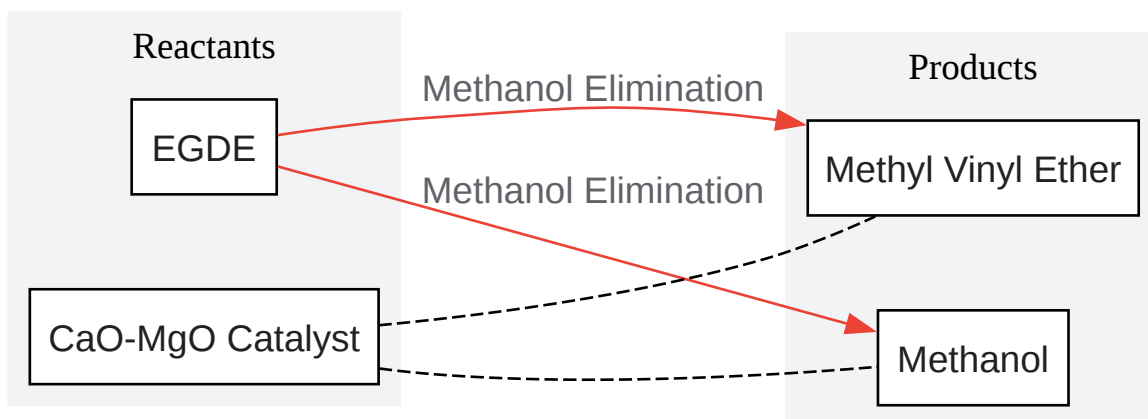 Reactants
EGDE
CaO-MgO Catalyst
Methanol Elimination
Methanol Elimination
Products
Methyl Vinyl Ether
Methanol